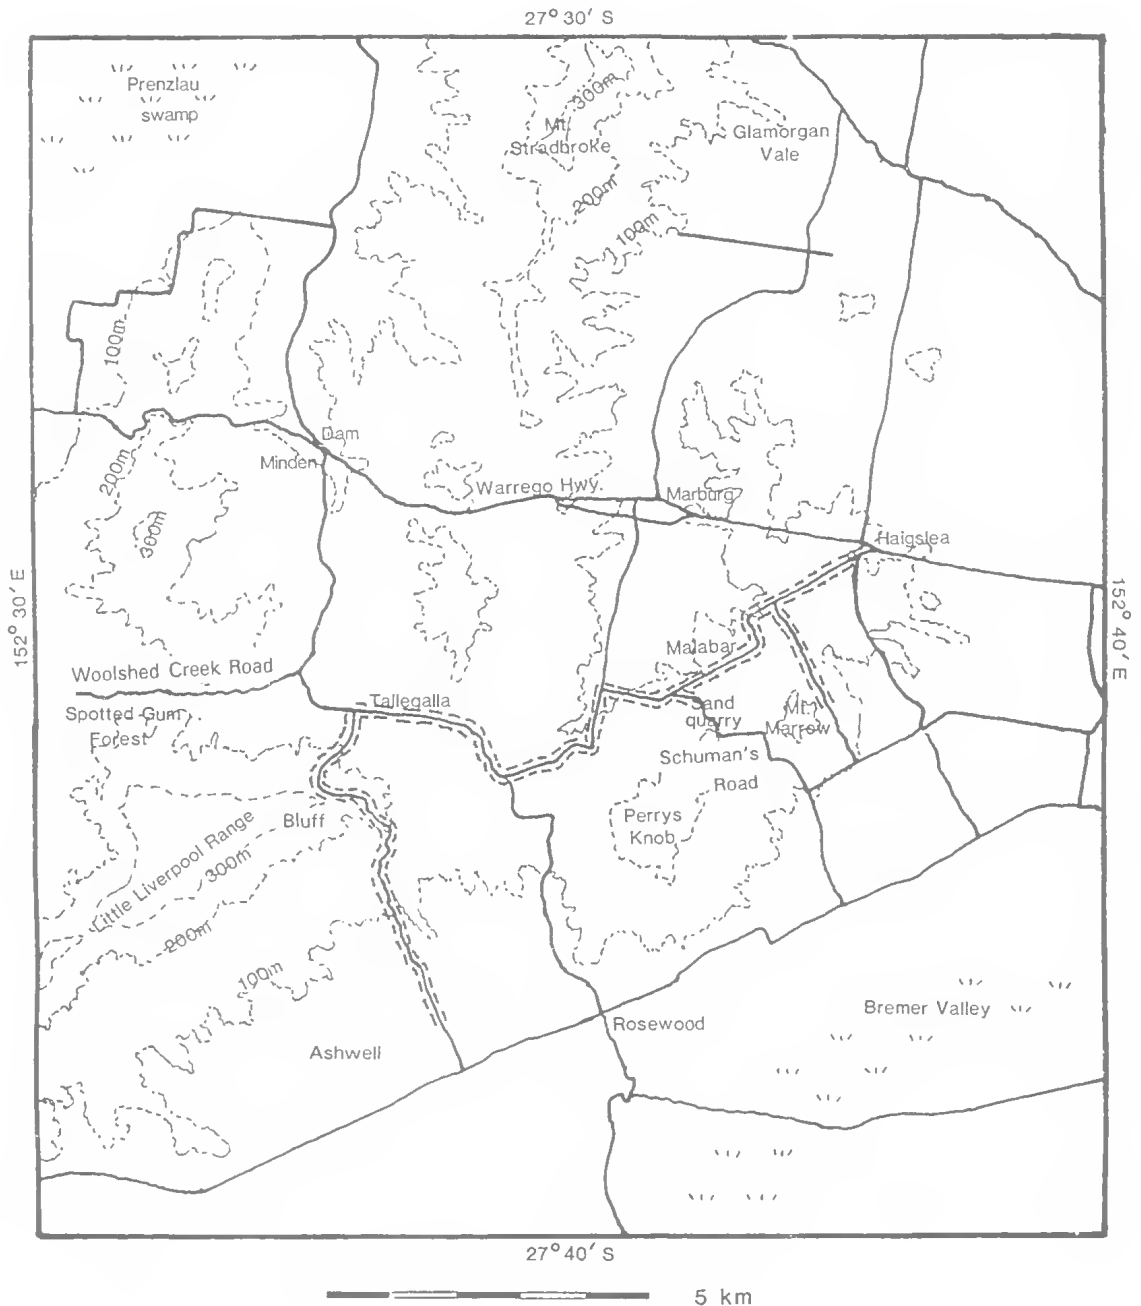 27° 30′ S
Prenzlau
swamp
300m
Mt.
Stradbroke
Glamorgan
Vale
200m
100m
100m
Dam
Minden
200m
Warrego Hwy.
Marburg
300m
Haigslea
152° 30′ E
152° 40′ E
Malabar
Woolshed Creek Road
Tallegalla
Spotted Gum
Forest
Sand
quarry
Mt.
Marrow
Schuman's
Road
Bluff
Perrys
Knob
Little Liverpool Range
300m
200m
100m
Bremer Valley
Rosewood
Ashwell
27° 40′ S
5 km